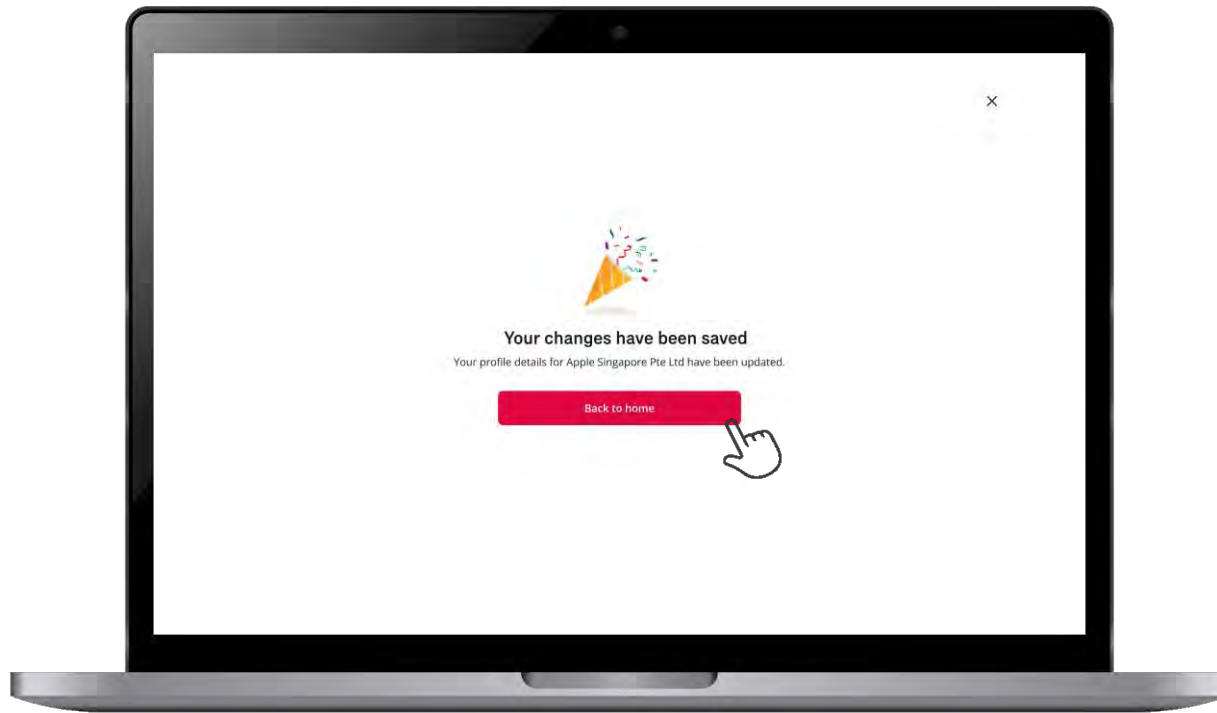 Your changes have been saved
Your profile details for Apple Singapore Pte Ltd have been updated.
Back to home